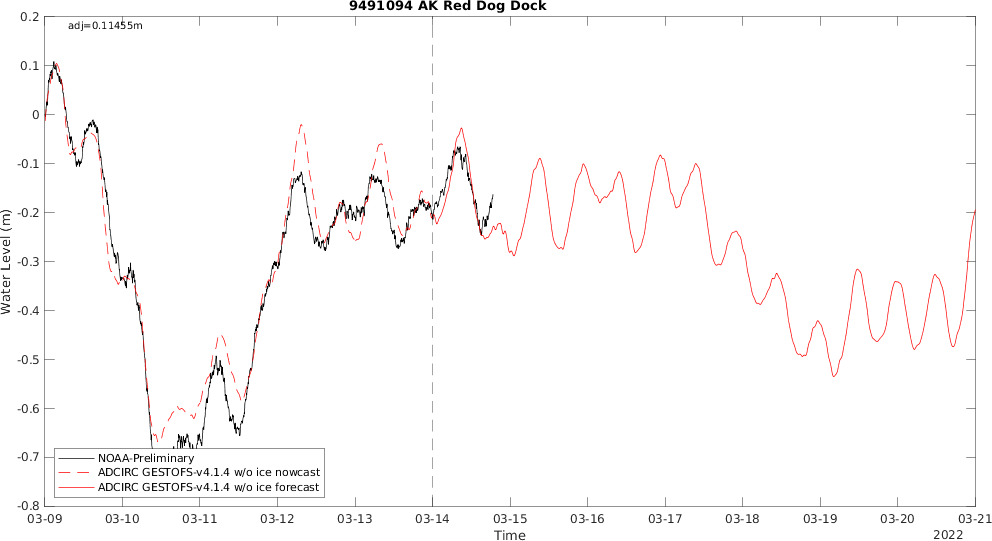 9491094 AK Red Dog Dock
adj=0.11455m
0.2
0.1
0
-0.1
-0.2
-0.3
-0.4
-0.5
-0.6
-0.7
-0.8
Water Level (m)
NOAA-Preliminary
ADCIRC GESTOFS-v4.1.4 w/o ice nowcast
ADCIRC GESTOFS-v4.1.4 w/o ice forecast
03-09 03-10 03-11 03-12 03-13 03-14 03-15 03-16 03-17 03-18 03-19 03-20 03-21
Time
2022